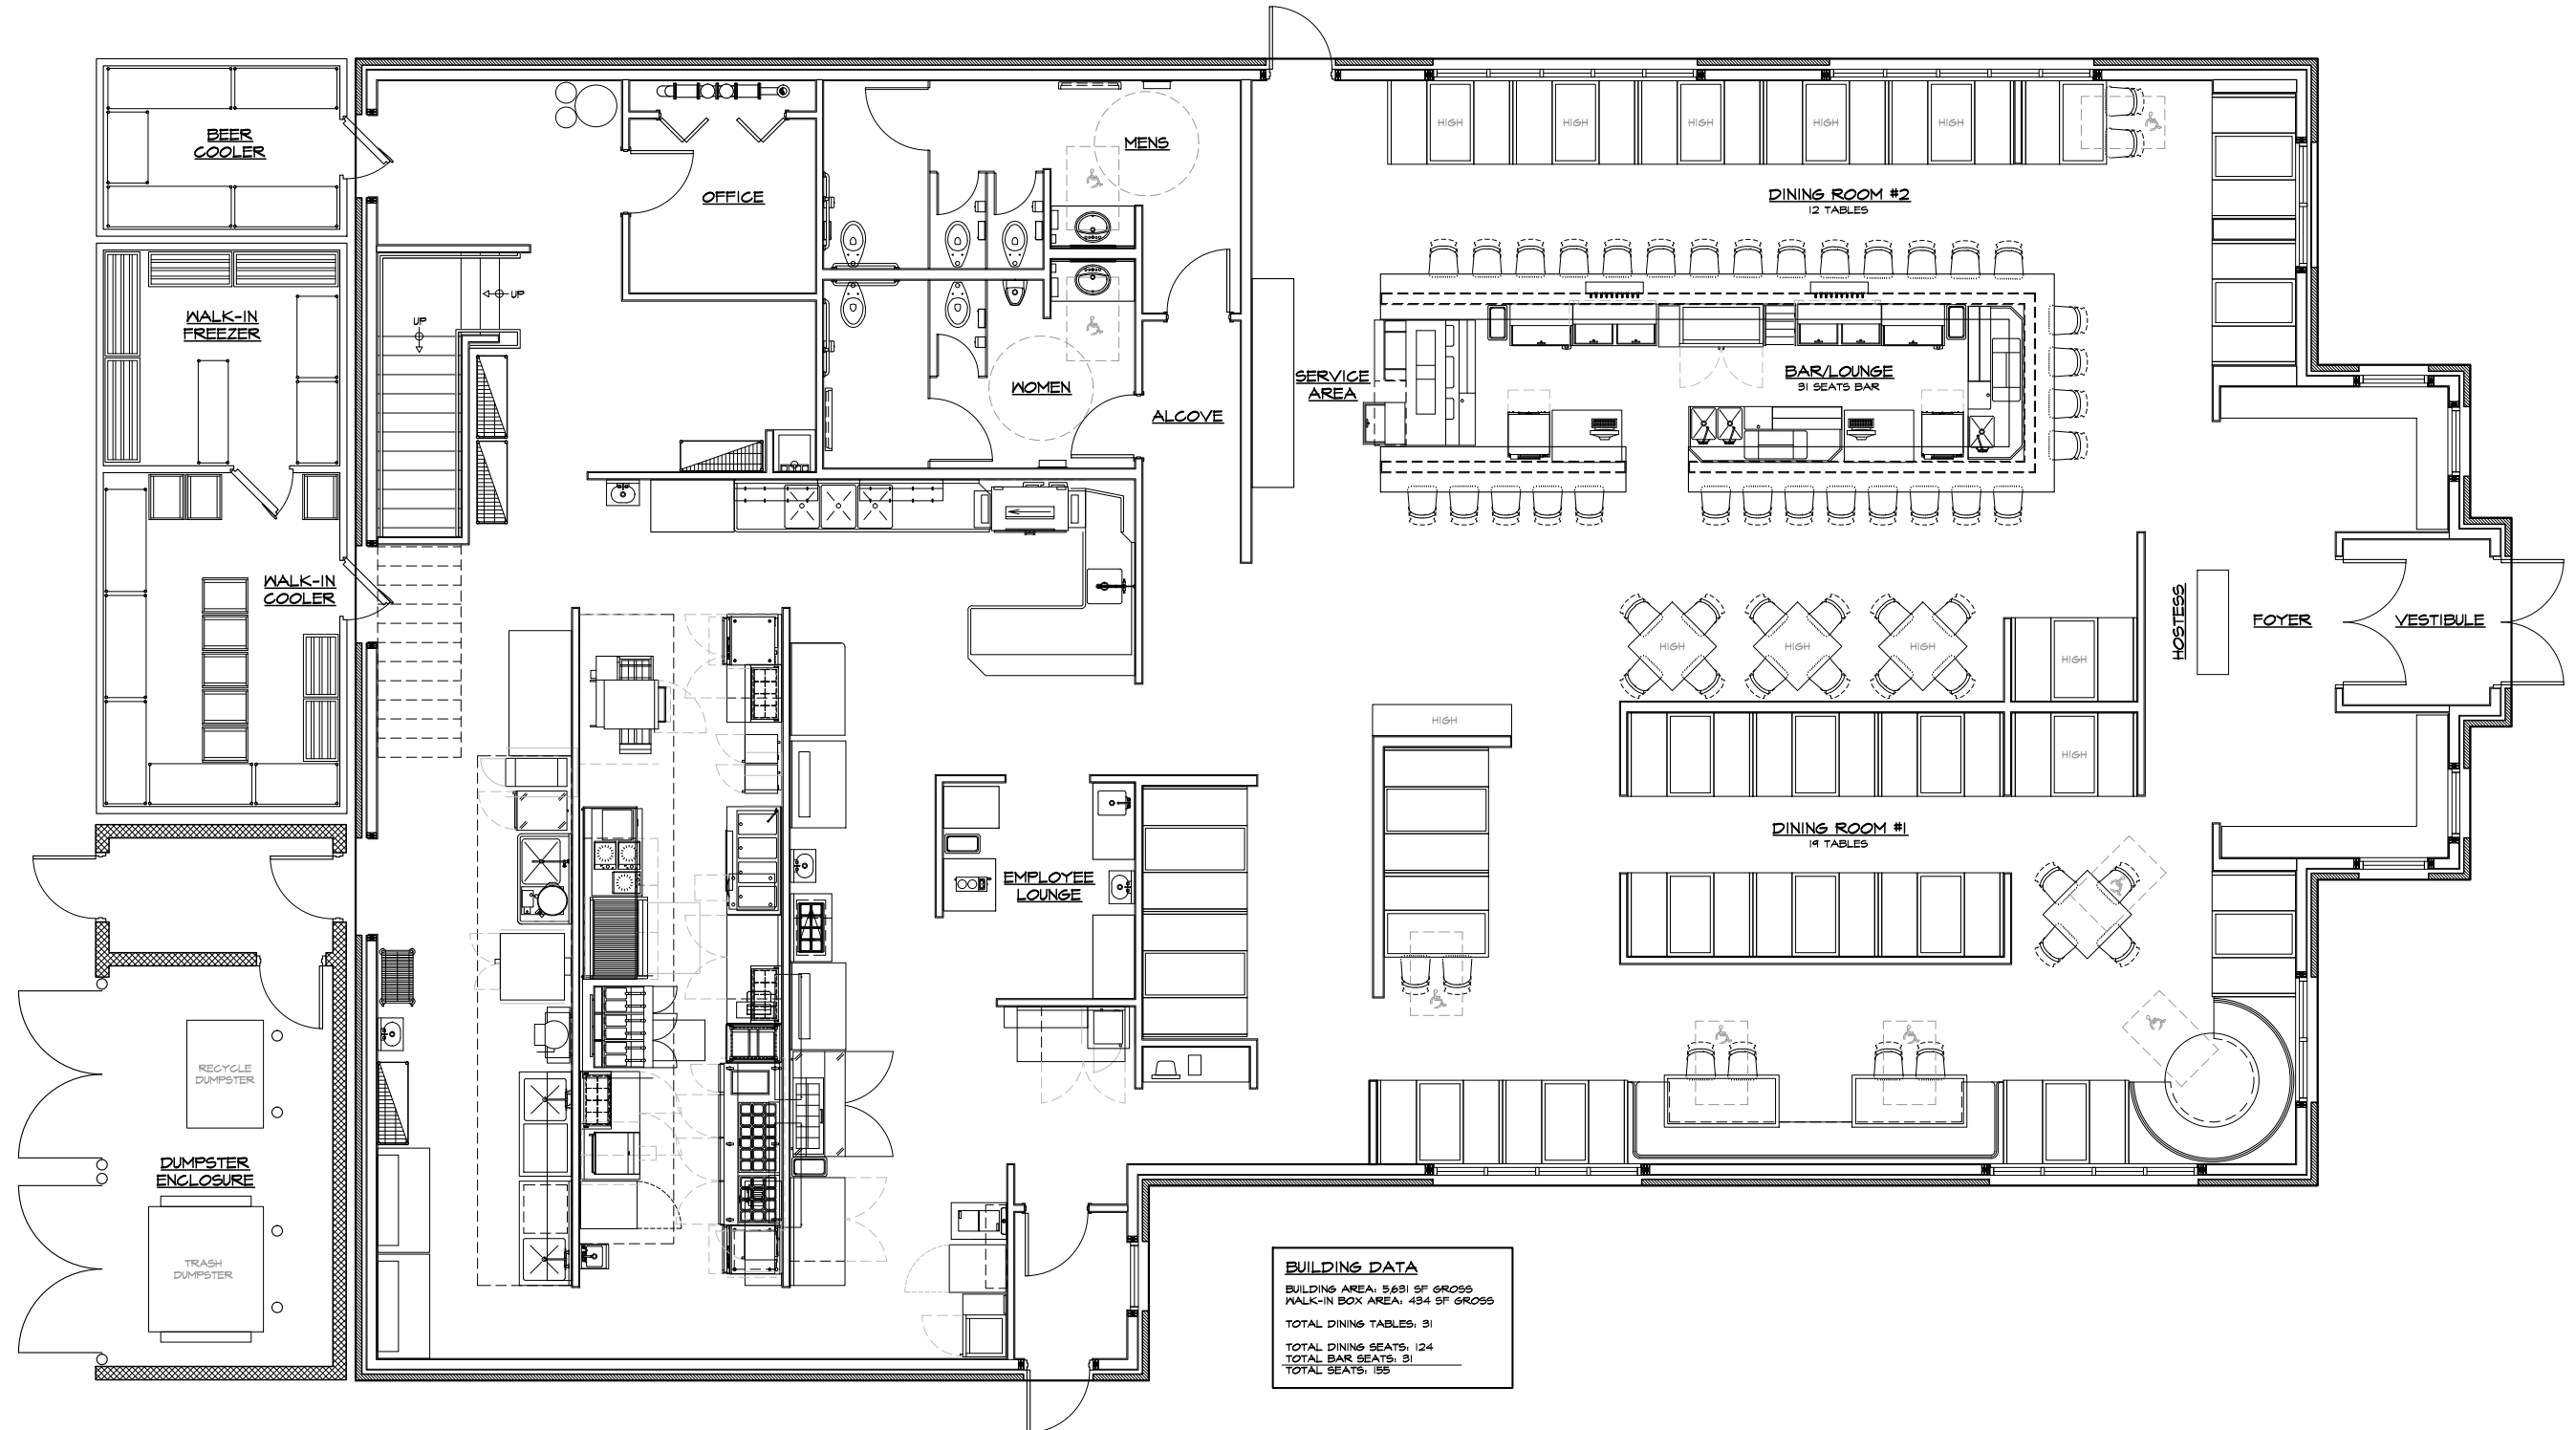 BEER
COOLER
OFFICE
MENS
HIGH
HIGH
HIGH
HIGH
HIGH
DINING ROOM #2
12 TABLES
WALK-IN
FREEZER
UP
UP
WOMEN
ALCOVE
SERVICE
AREA
BAR/LOUNGE
31 SEATS BAR
WALK-IN
COOLER
HOSTESS
FOYER
VESTIBULE
HIGH
HIGH
HIGH
HIGH
HIGH
HIGH
DINING ROOM #1
19 TABLES
EMPLOYEE
LOUNGE
RECYCLE
DUMPSTER
DUMPSTER
ENCLOSURE
TRASH
DUMPSTER
BUILDING DATA
BUILDING AREA: 5,631 SF GROSS
WALK-IN BOX AREA: 434 SF GROSS
TOTAL DINING TABLES: 31
TOTAL DINING SEATS: 124
TOTAL BAR SEATS: 31
TOTAL SEATS: 155